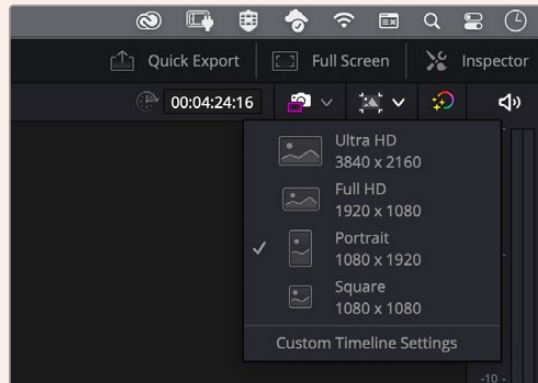 Quick Export
Full Screen
Inspector
00:04:24:16
Ultra HD
3840 x 2160
Full HD
1920 x 1080
Portrait
1080 x 1920
Square
1080 x 1080
Custom Timeline Settings
-10